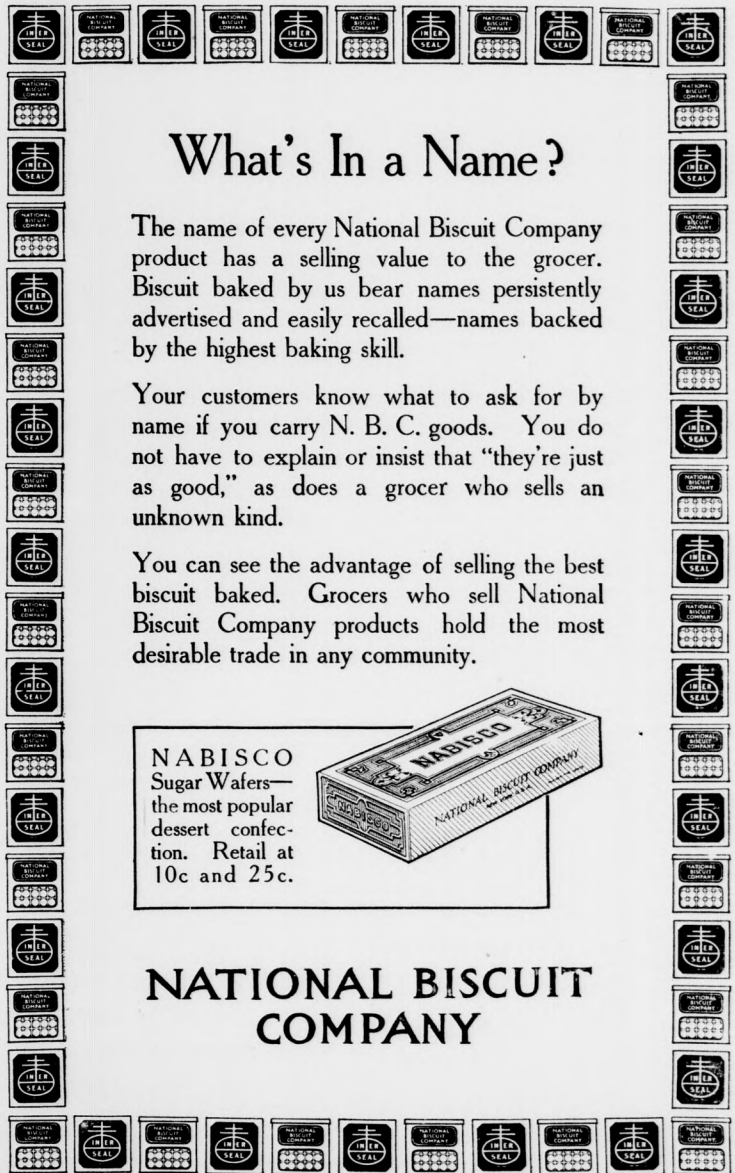 IN ER SEAL
NATIONAL BISCUIT COMPANY
What's In a Name?
The name of every National Biscuit Company
product has a selling value to the grocer.
Biscuit baked by us bear names persistently
advertised and easily recalled—names backed
by the highest baking skill.
Your customers know what to ask for by
name if you carry N. B. C. goods. You do
not have to explain or insist that “they're just
as good,” as does a grocer who sells an
unknown kind.
You can see the advantage of selling the best
biscuit baked. Grocers who sell National
Biscuit Company products hold the most
desirable trade in any community.
NABISCO
Sugar Wafers—
the most popular
dessert confec-
tion. Retail at
10c and 25c.
NABISCO
NABISCO
NATIONAL BISCUIT COMPANY
NATIONAL BISCUIT
COMPANY